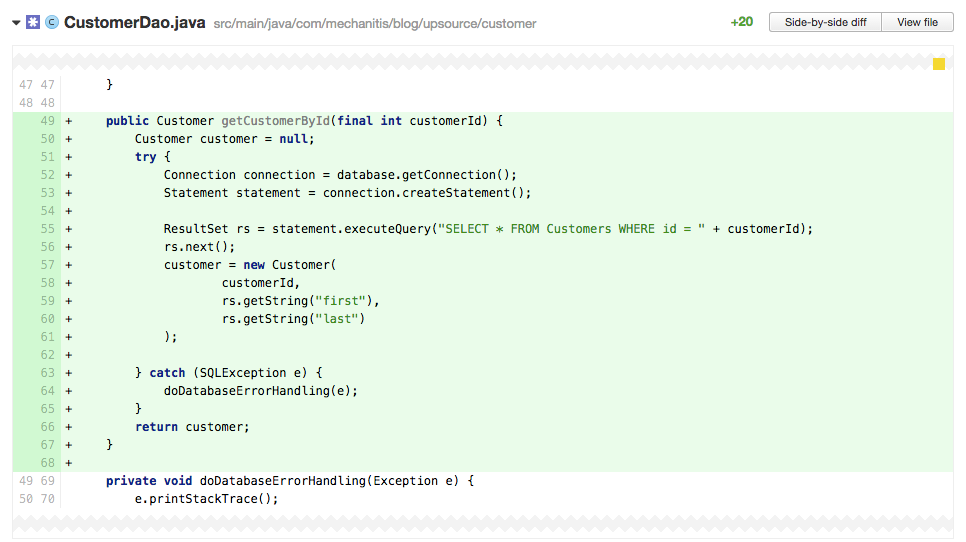 CustomerDao.java src/main/java/com/mechanitis/blog/upsource/customer +20 Side-by-side diff View file
47 47     }
48 48
49 +     public Customer getCustomerById(final int customerId) {
50 +         Customer customer = null;
51 +         try {
52 +             Connection connection = database.getConnection();
53 +             Statement statement = connection.createStatement();
54 +
55 +             ResultSet rs = statement.executeQuery("SELECT * FROM Customers WHERE id = " + customerId);
56 +             rs.next();
57 +             customer = new Customer(
58 +                     customerId,
59 +                     rs.getString("first"),
60 +                     rs.getString("last")
61 +             );
62 +
63 +         } catch (SQLException e) {
64 +             doDatabaseErrorHandling(e);
65 +         }
66 +         return customer;
67 +     }
68 +
49 69     private void doDatabaseErrorHandling(Exception e) {
50 70         e.printStackTrace();